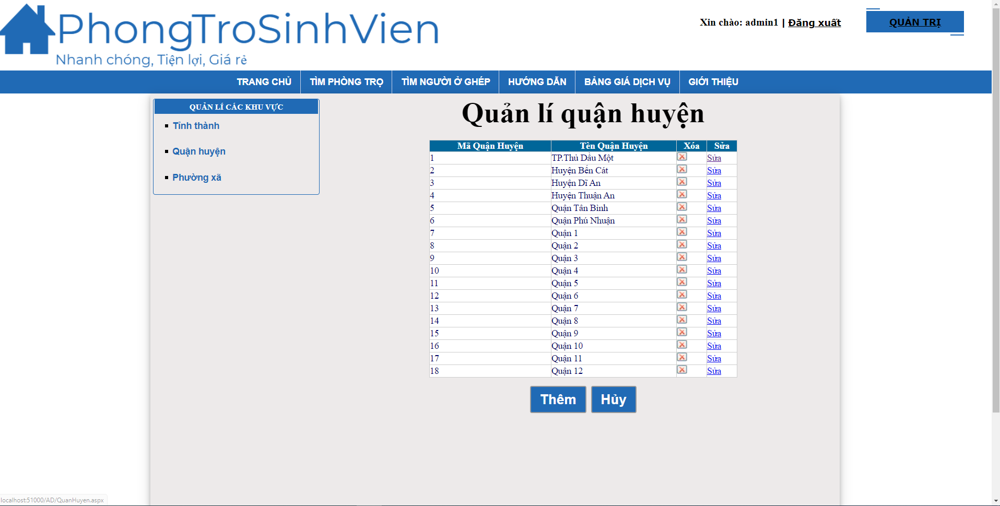 PhongTroSinhVien
Nhanh chóng, Tiện lợi, Giá rẻ
Xin chào: admin1 | Đăng xuất
QUẢN TRỊ
TRANG CHỦ TÌM PHÒNG TRỌ TÌM NGƯỜI Ở GHÉP HƯỚNG DẪN BẢNG GIÁ DỊCH VỤ GIỚI THIỆU
QUẢN LÍ CÁC KHU VỰC
Tỉnh thành
Quận huyện
Phường xã
Quản lí quận huyện
Mã Quận Huyện Tên Quận Huyện Xóa Sửa
1 TP.Thủ Dầu Một Sửa
2 Huyện Bến Cát Sửa
3 Huyện Dĩ An Sửa
4 Huyện Thuận An Sửa
5 Quận Tân Bình Sửa
6 Quận Phú Nhuận Sửa
7 Quận 1 Sửa
8 Quận 2 Sửa
9 Quận 3 Sửa
10 Quận 4 Sửa
11 Quận 5 Sửa
12 Quận 6 Sửa
13 Quận 7 Sửa
14 Quận 8 Sửa
15 Quận 9 Sửa
16 Quận 10 Sửa
17 Quận 11 Sửa
18 Quận 12 Sửa
Thêm Hủy
localhost:51000/AD/QuanHuyen.aspx